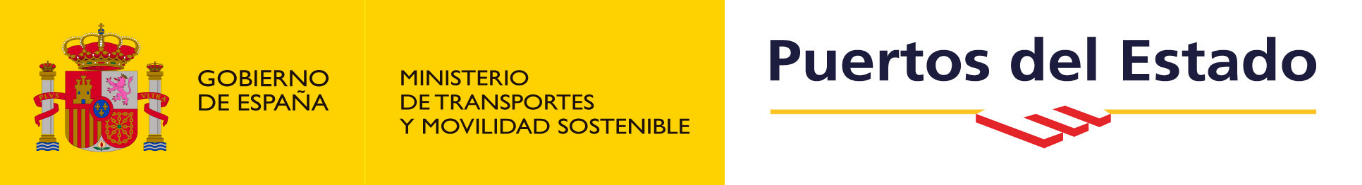 GOBIERNO
DE ESPAÑA
MINISTERIO
DE TRANSPORTES
Y MOVILIDAD SOSTENIBLE
Puertos del Estado